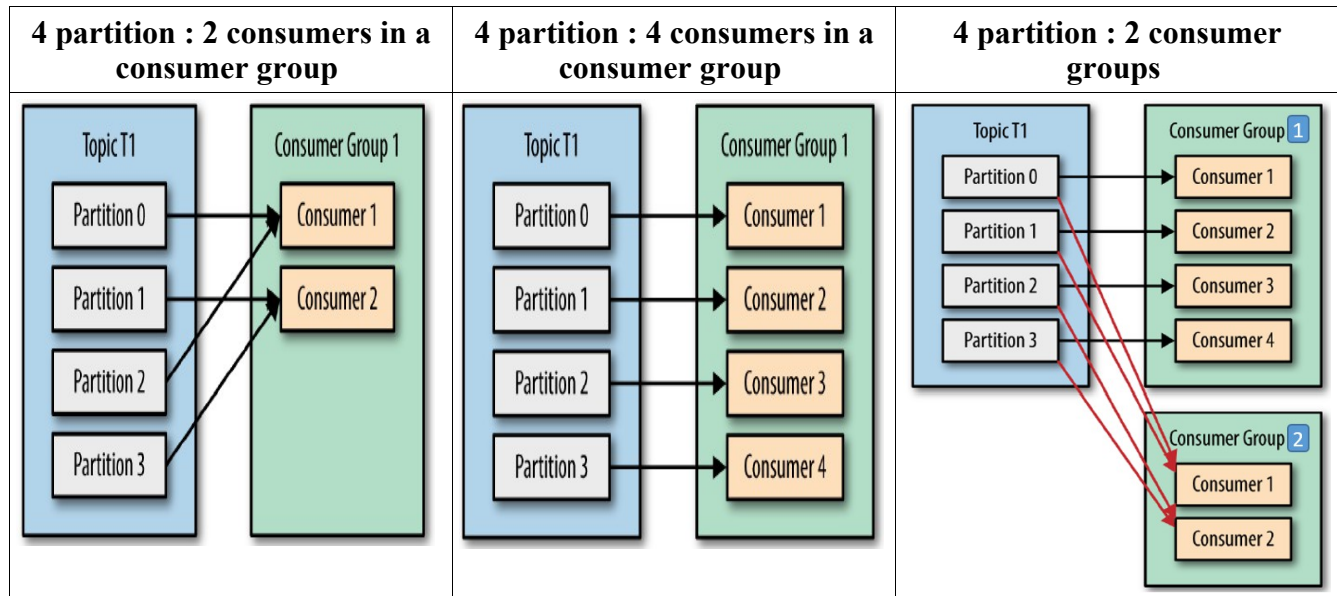 4 partition : 2 consumers in a
consumer group
4 partition : 4 consumers in a
consumer group
4 partition : 2 consumer
groups
Topic T1
Partition 0
Partition 1
Partition 2
Partition 3
Consumer Group 1
Consumer 1
Consumer 2
Topic T1
Partition 0
Partition 1
Partition 2
Partition 3
Consumer Group 1
Consumer 1
Consumer 2
Consumer 3
Consumer 4
Topic T1
Partition 0
Partition 1
Partition 2
Partition 3
Consumer Group 1
Consumer 1
Consumer 2
Consumer 3
Consumer 4
Consumer Group 2
Consumer 1
Consumer 2